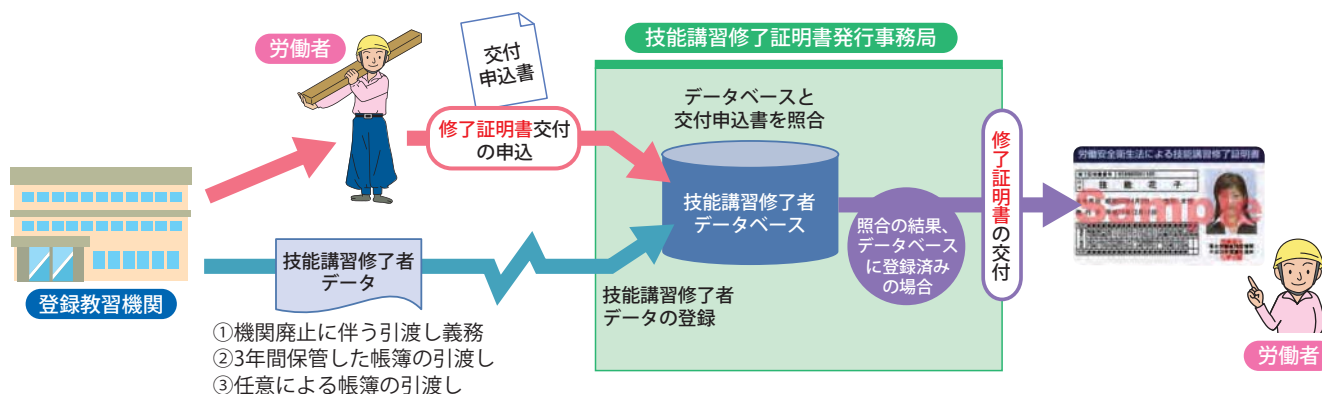 労働者
交付
申込書
技能講習修了証明書発行事務局
修了証明書交付
の申込
データベースと
交付申込書を照合
技能講習修了者
データベース
照合の結果、
データベース
に登録済み
の場合
修了証明書の交付
労働安全衛生法による技能講習修了証明書
技能花子
Sample
登録教習機関
技能講習修了者
データ
技能講習修了者
データの登録
①機関廃止に伴う引渡し義務
②3年間保管した帳簿の引渡し
③任意による帳簿の引渡し
労働者